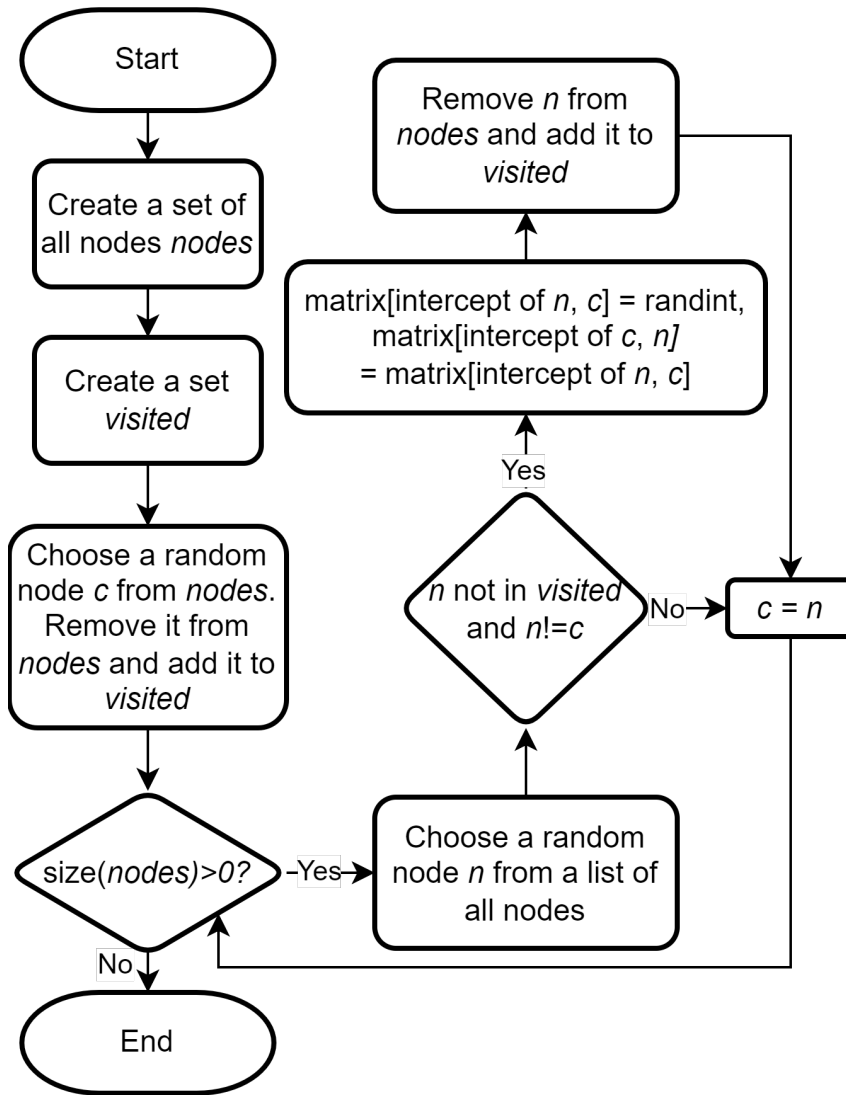 Start
Create a set of
all nodes nodes
Create a set
visited
Choose a random
node c from nodes.
Remove it from
nodes and add it to
visited
size(nodes)>0?
No
End
Yes
Choose a random
node n from a list of
all nodes
n not in visited
and n!=c
Yes
No
matrix[intercept of n, c] = randint,
matrix[intercept of c, n]
= matrix[intercept of n, c]
Remove n from
nodes and add it to
visited
c = n